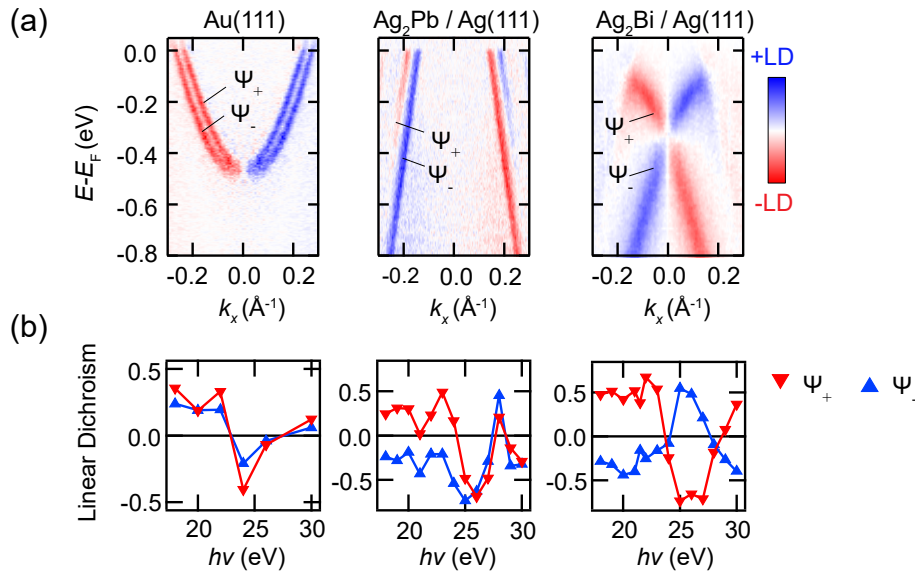 (a)
Au(111)
Ag₂Pb / Ag(111)
Ag₂Bi / Ag(111)
+LD
-LD
E-E_F (eV)
0.0
-0.2
-0.4
-0.6
0.8
Ψ₊
Ψ₋
Ψ₊
Ψ₋
Ψ₊
Ψ₋
-0.2 0.0 0.2
-0.2 0.0 0.2
-0.2 0.0 0.2
kₓ (Å⁻¹)
kₓ (Å⁻¹)
kₓ (Å⁻¹)
(b)
Linear Dichroism
0.5
0.0
-0.5
0.5
0.0
-0.5
0.5
0.0
-0.5
20 25 30
20 25 30
20 25 30
hν (eV)
hν (eV)
hν (eV)
Ψ₊ Ψ₋